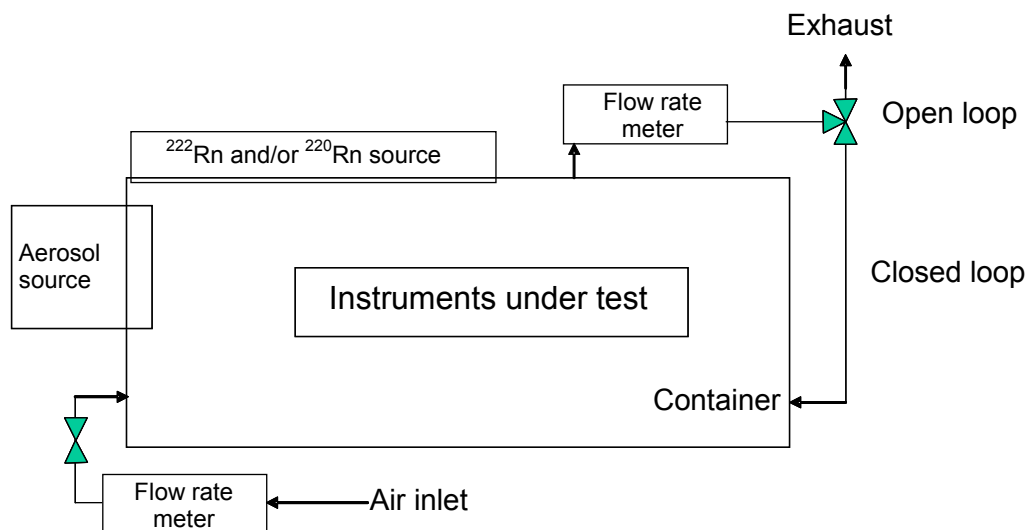 Exhaust
Flow rate
meter
Open loop
²²²Rn and/or ²²⁰Rn source
Aerosol
source
Closed loop
Instruments under test
Container
Flow rate
meter
Air inlet